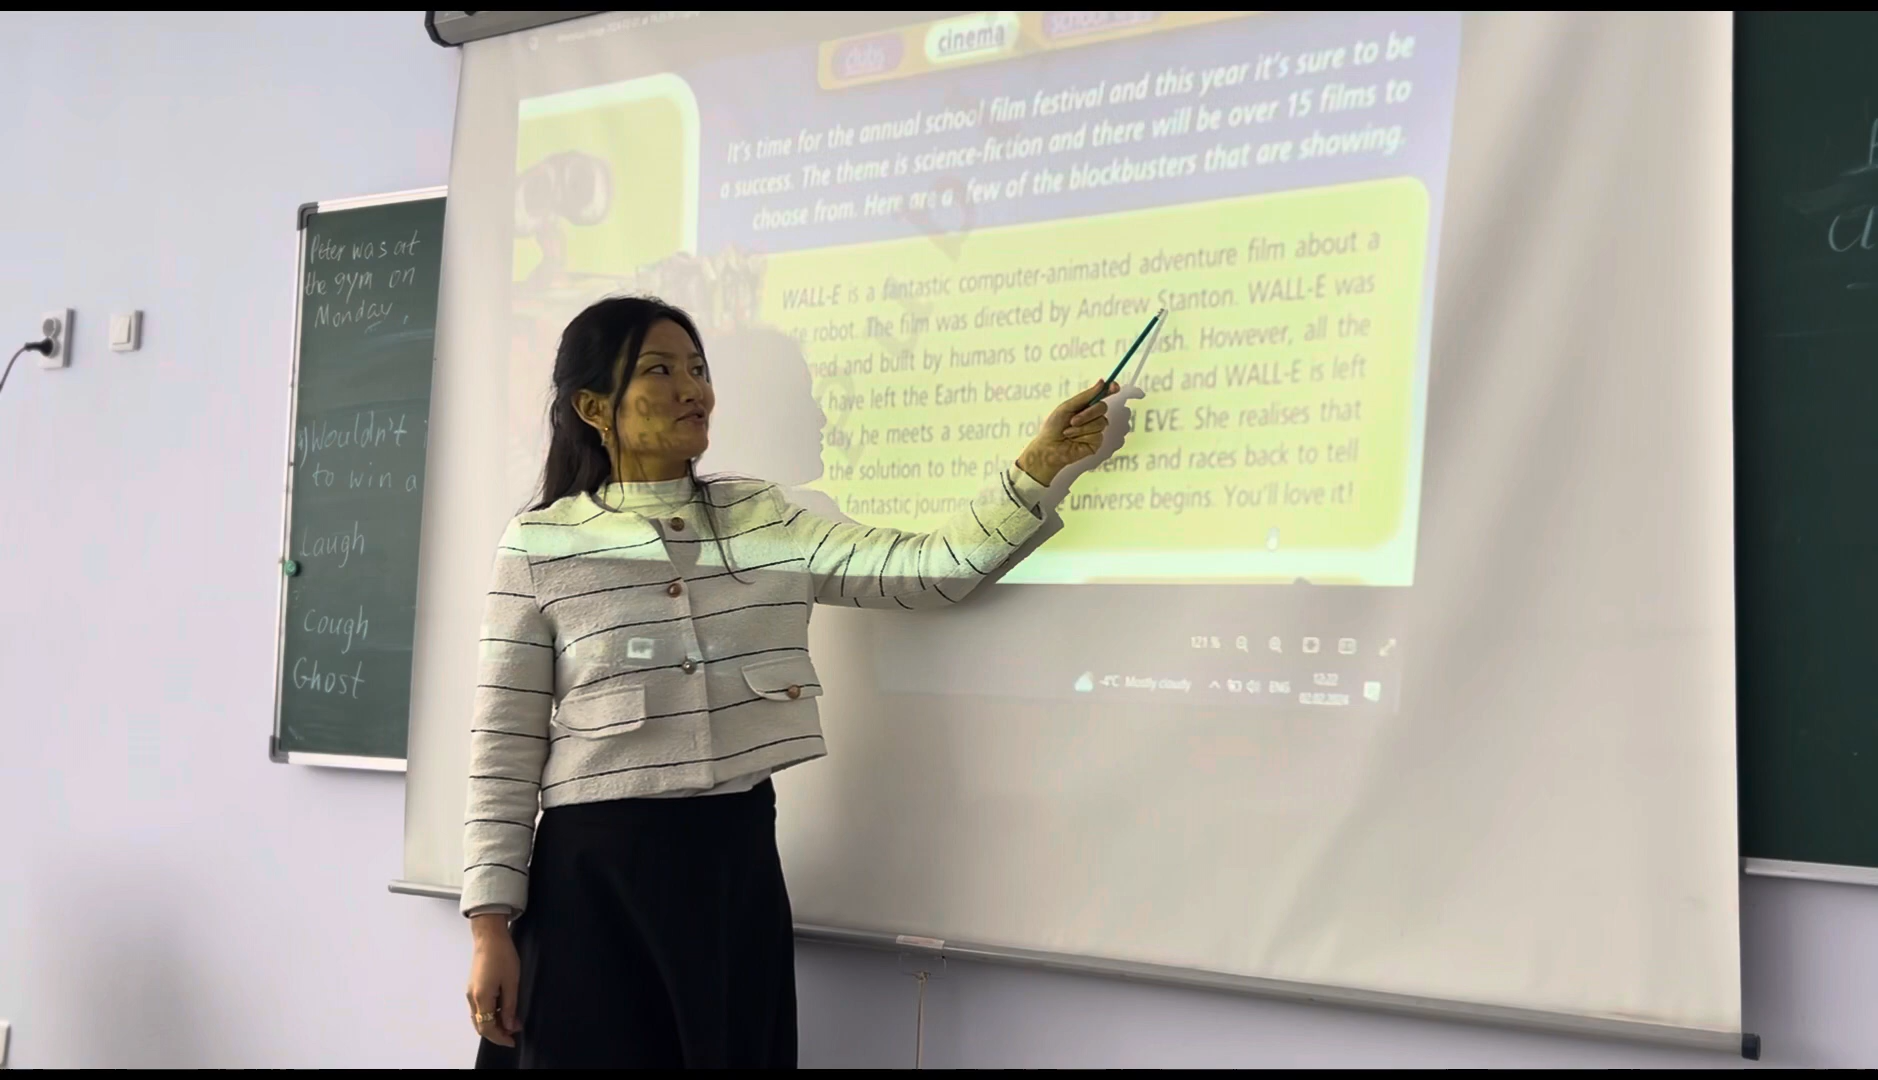 Peter was at
the gym on
Monday.
Wouldn't
to win a
Laugh
Cough
Ghost
clubs
cinema
It's time for the annual school film festival and this year it's sure to be
a success. The theme is science-fiction and there will be over 15 films to
choose from. Here are a few of the blockbusters that are showing.
WALL-E is a fantastic computer-animated adventure film about a
robot. The film was directed by Andrew Stanton. WALL-E was
and built by humans to collect However, all the
have left the Earth because it and WALL-E is left
day he meets a search EVE. She realises that
the solution to the and races back to tell
fantastic universe begins. You'll love it!
121 %
-4°C Mostly cloudy ENG 12:22
02.02.2024